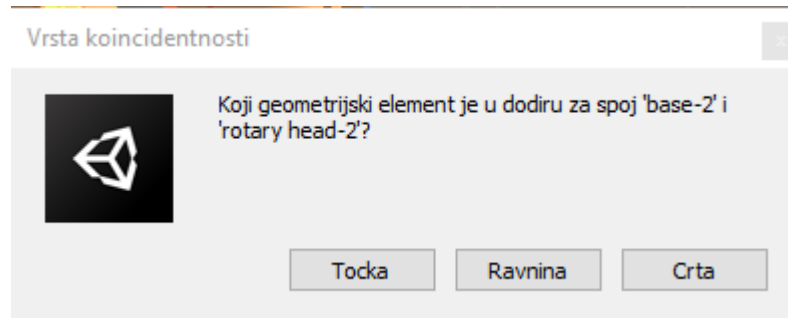 Vrsta koincidentnosti
Koji geometrijski element je u dodiru za spoj 'base-2' i
'rotary head-2'?
Tocka Ravnina Crta